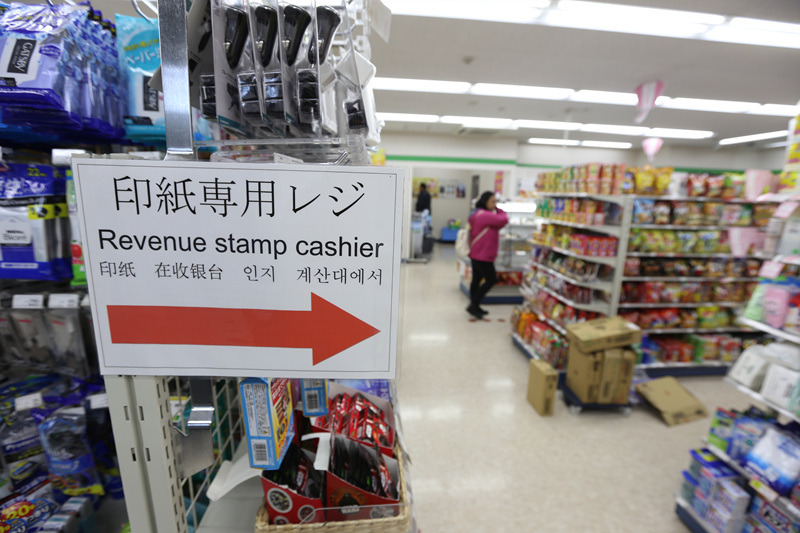 印紙専用レジ
Revenue stamp cashier
印纸 在收银台 인지 계산대에서
GATSBY